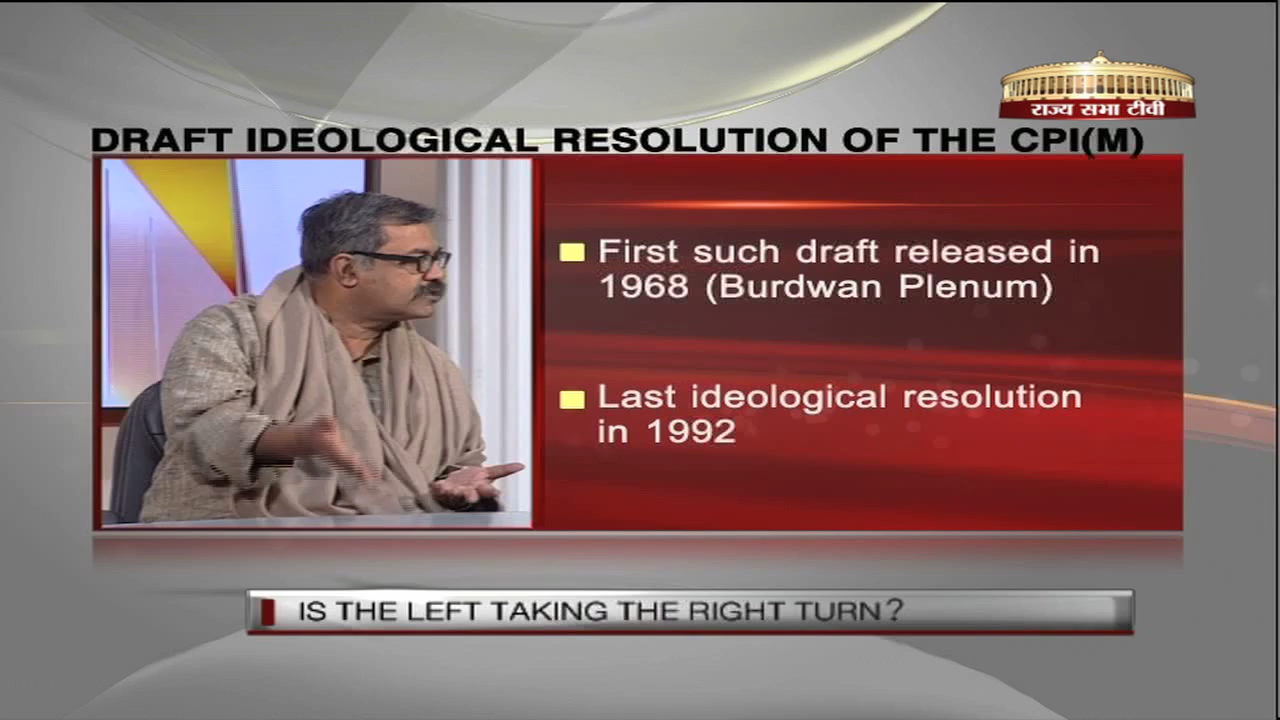 राज्य सभा टीवी
DRAFT IDEOLOGICAL RESOLUTION OF THE CPI(M)
First such draft released in
1968 (Burdwan Plenum)
Last ideological resolution
in 1992
IS THE LEFT TAKING THE RIGHT TURN?